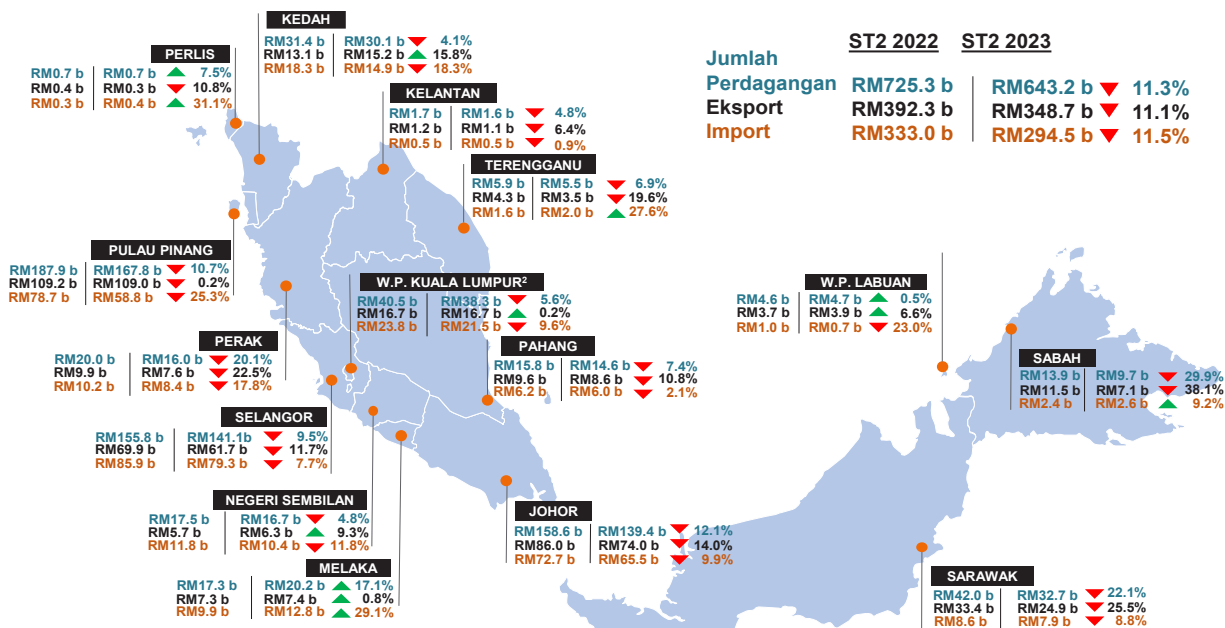 ST2 2022 ST2 2023
Jumlah
Perdagangan RM725.3 b RM643.2 b 11.3%
Eksport RM392.3 b RM348.7 b 11.1%
Import RM333.0 b RM294.5 b 11.5%
KEDAH
RM31.4 b RM30.1 b 4.1%
RM13.1 b RM15.2 b 15.8%
RM18.3 b RM14.9 b 18.3%
PERLIS
RM0.7 b RM0.7 b 7.5%
RM0.4 b RM0.3 b 10.8%
RM0.3 b RM0.4 b 31.1%
KELANTAN
RM1.7 b RM1.6 b 4.8%
RM1.2 b RM1.1 b 6.4%
RM0.5 b RM0.5 b 0.9%
TERENGGANU
RM5.9 b RM5.5 b 6.9%
RM4.3 b RM3.5 b 19.6%
RM1.6 b RM2.0 b 27.6%
PULAU PINANG
RM187.9 b RM167.8 b 10.7%
RM109.2 b RM109.0 b 0.2%
RM78.7 b RM58.8 b 25.3%
W.P. KUALA LUMPUR²
RM40.5 b RM38.3 b 5.6%
RM16.7 b RM16.7 b 0.2%
RM23.8 b RM21.5 b 9.6%
W.P. LABUAN
RM4.6 b RM4.7 b 0.5%
RM3.7 b RM3.9 b 6.6%
RM1.0 b RM0.7 b 23.0%
PERAK
RM20.0 b RM16.0 b 20.1%
RM9.9 b RM7.6 b 22.5%
RM10.2 b RM8.4 b 17.8%
PAHANG
RM15.8 b RM14.6 b 7.4%
RM9.6 b RM8.6 b 10.8%
RM6.2 b RM6.0 b 2.1%
SABAH
RM13.9 b RM9.7 b 29.9%
RM11.5 b RM7.1 b 38.1%
RM2.4 b RM2.6 b 9.2%
SELANGOR
RM155.8 b RM141.1b 9.5%
RM69.9 b RM61.7 b 11.7%
RM85.9 b RM79.3 b 7.7%
NEGERI SEMBILAN
RM17.5 b RM16.7 b 4.8%
RM5.7 b RM6.3 b 9.3%
RM11.8 b RM10.4 b 11.8%
JOHOR
RM158.6 b RM139.4 b 12.1%
RM86.0 b RM74.0 b 14.0%
RM72.7 b RM65.5 b 9.9%
MELAKA
RM17.3 b RM20.2 b 17.1%
RM7.3 b RM7.4 b 0.8%
RM9.9 b RM12.8 b 29.1%
SARAWAK
RM42.0 b RM32.7 b 22.1%
RM33.4 b RM24.9 b 25.5%
RM8.6 b RM7.9 b 8.8%